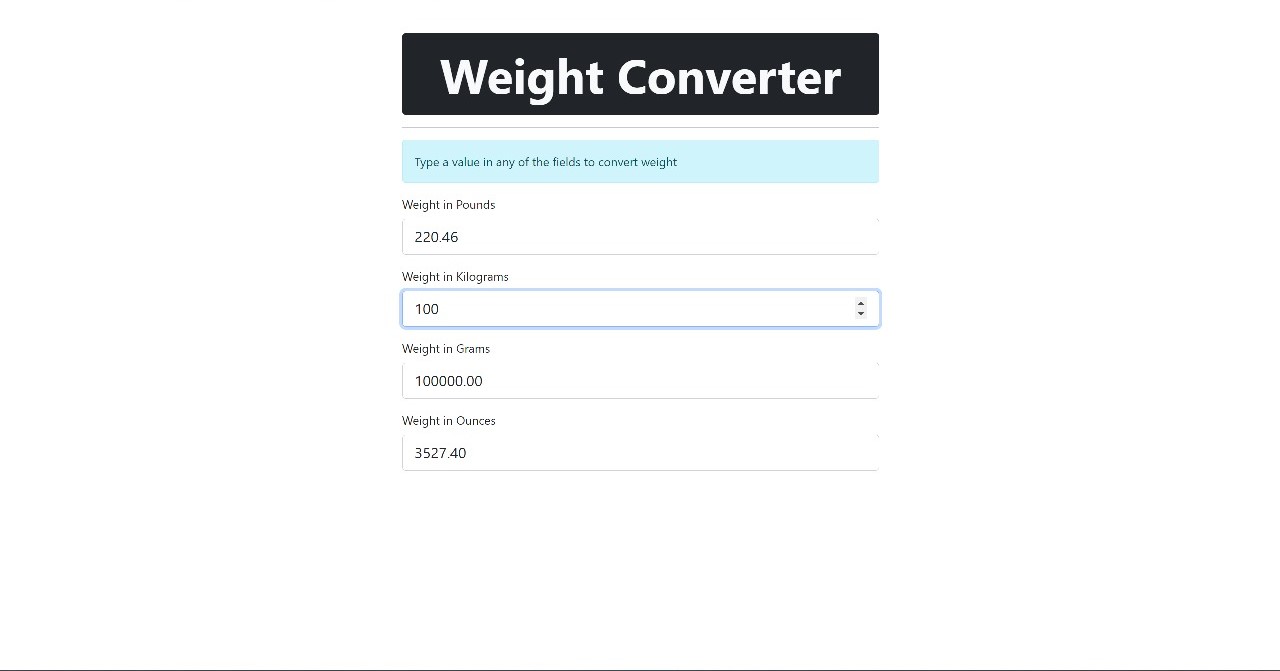 Weight Converter
Type a value in any of the fields to convert weight
Weight in Pounds
220.46
Weight in Kilograms
100
Weight in Grams
100000.00
Weight in Ounces
3527.40